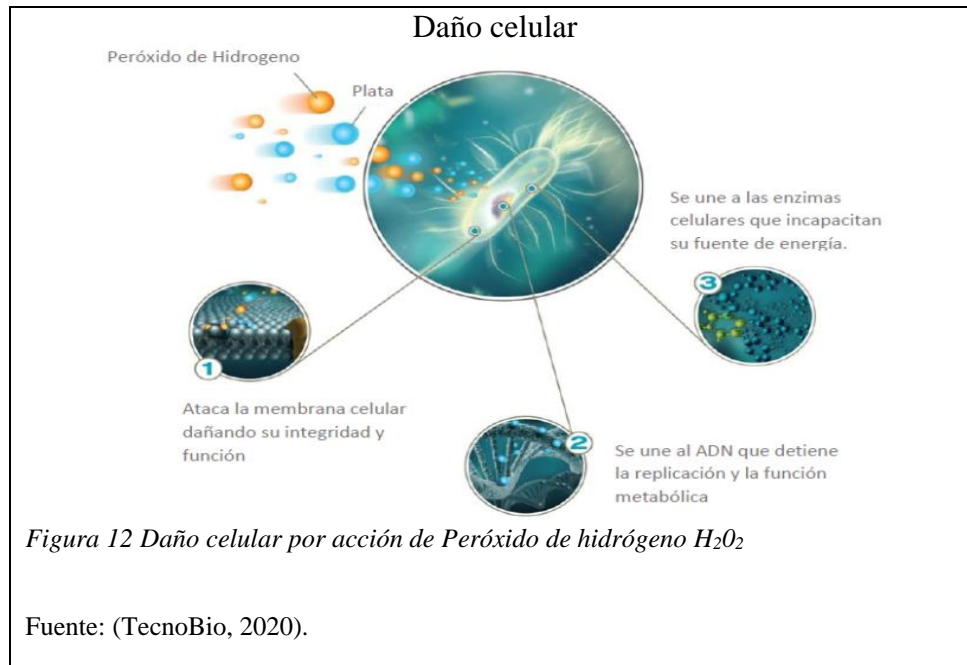 Daño celular
Peróxido de Hidrogeno
Plata
Se une a las enzimas
celulares que incapacitan
su fuente de energía.
3
1
Ataca la membrana celular
dañando su integridad y
función
2
Se une al ADN que detiene
la replicación y la función
metabólica
Figura 12 Daño celular por acción de Peróxido de hidrógeno H₂0₂
Fuente: (TecnoBio, 2020).